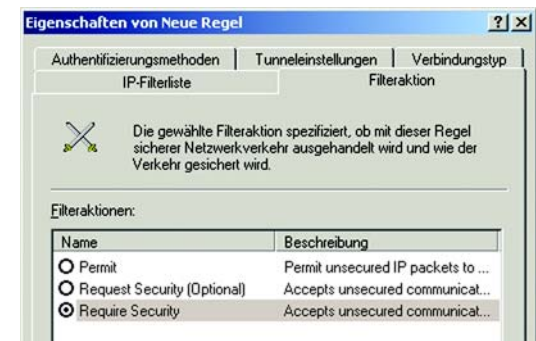 Eigenschaften von Neue Regel
Authentifizierungsmethoden Tunneleinstellungen Verbindungstyp
IP-Filterliste Filteraktion
Die gewählte Filteraktion spezifiziert, ob mit dieser Regel
sicherer Netzwerkverkehr ausgehandelt wird und wie der
Verkehr gesichert wird.
Filteraktionen:
Name Beschreibung
Permit Permit unsecured IP packets to ...
Request Security (Optional) Accepts unsecured communicat...
Require Security Accepts unsecured communicat...